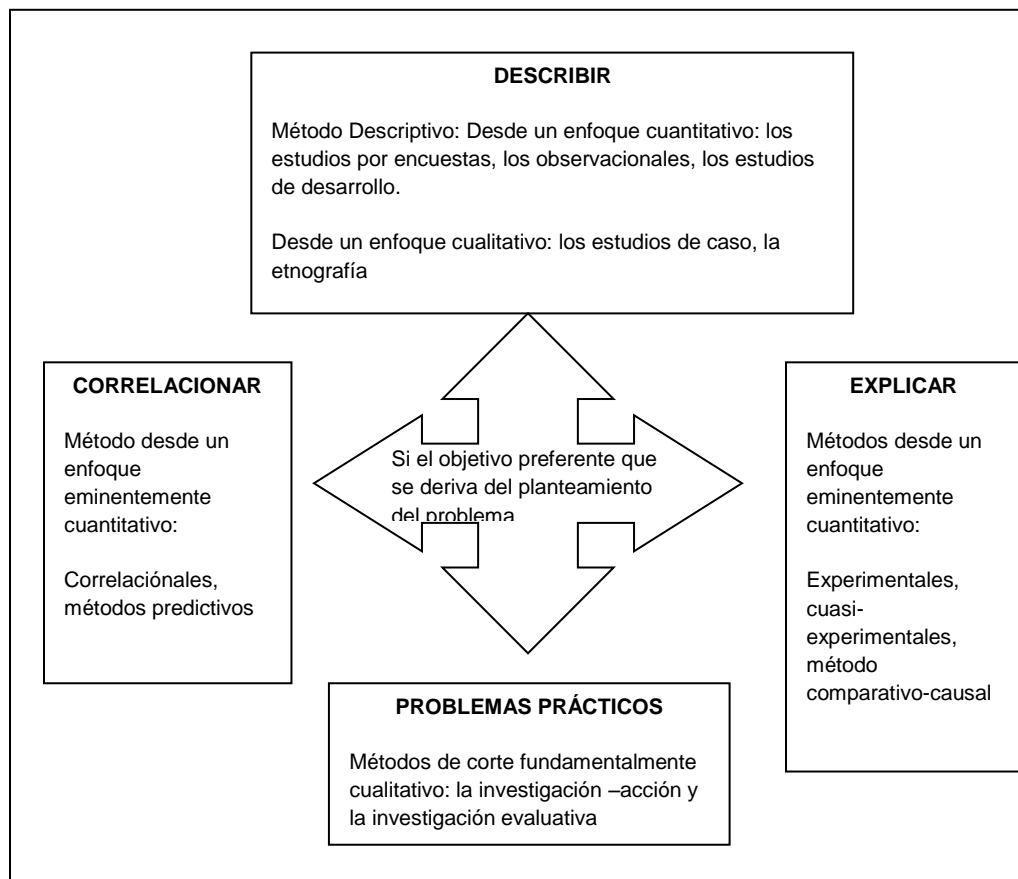 DESCRIBIR
Método Descriptivo: Desde un enfoque cuantitativo: los
estudios por encuestas, los observacionales, los estudios
de desarrollo.
Desde un enfoque cualitativo: los estudios de caso, la
etnografía
CORRELACIONAR
Método desde un
enfoque
eminentemente
cuantitativo:
Correlaciónales,
métodos predictivos
Si el objetivo preferente que
se deriva del planteamiento
del problema
EXPLICAR
Métodos desde un
enfoque
eminentemente
cuantitativo:
Experimentales,
cuasi-
experimentales,
método
comparativo-causal
PROBLEMAS PRÁCTICOS
Métodos de corte fundamentalmente
cualitativo: la investigación –acción y
la investigación evaluativa